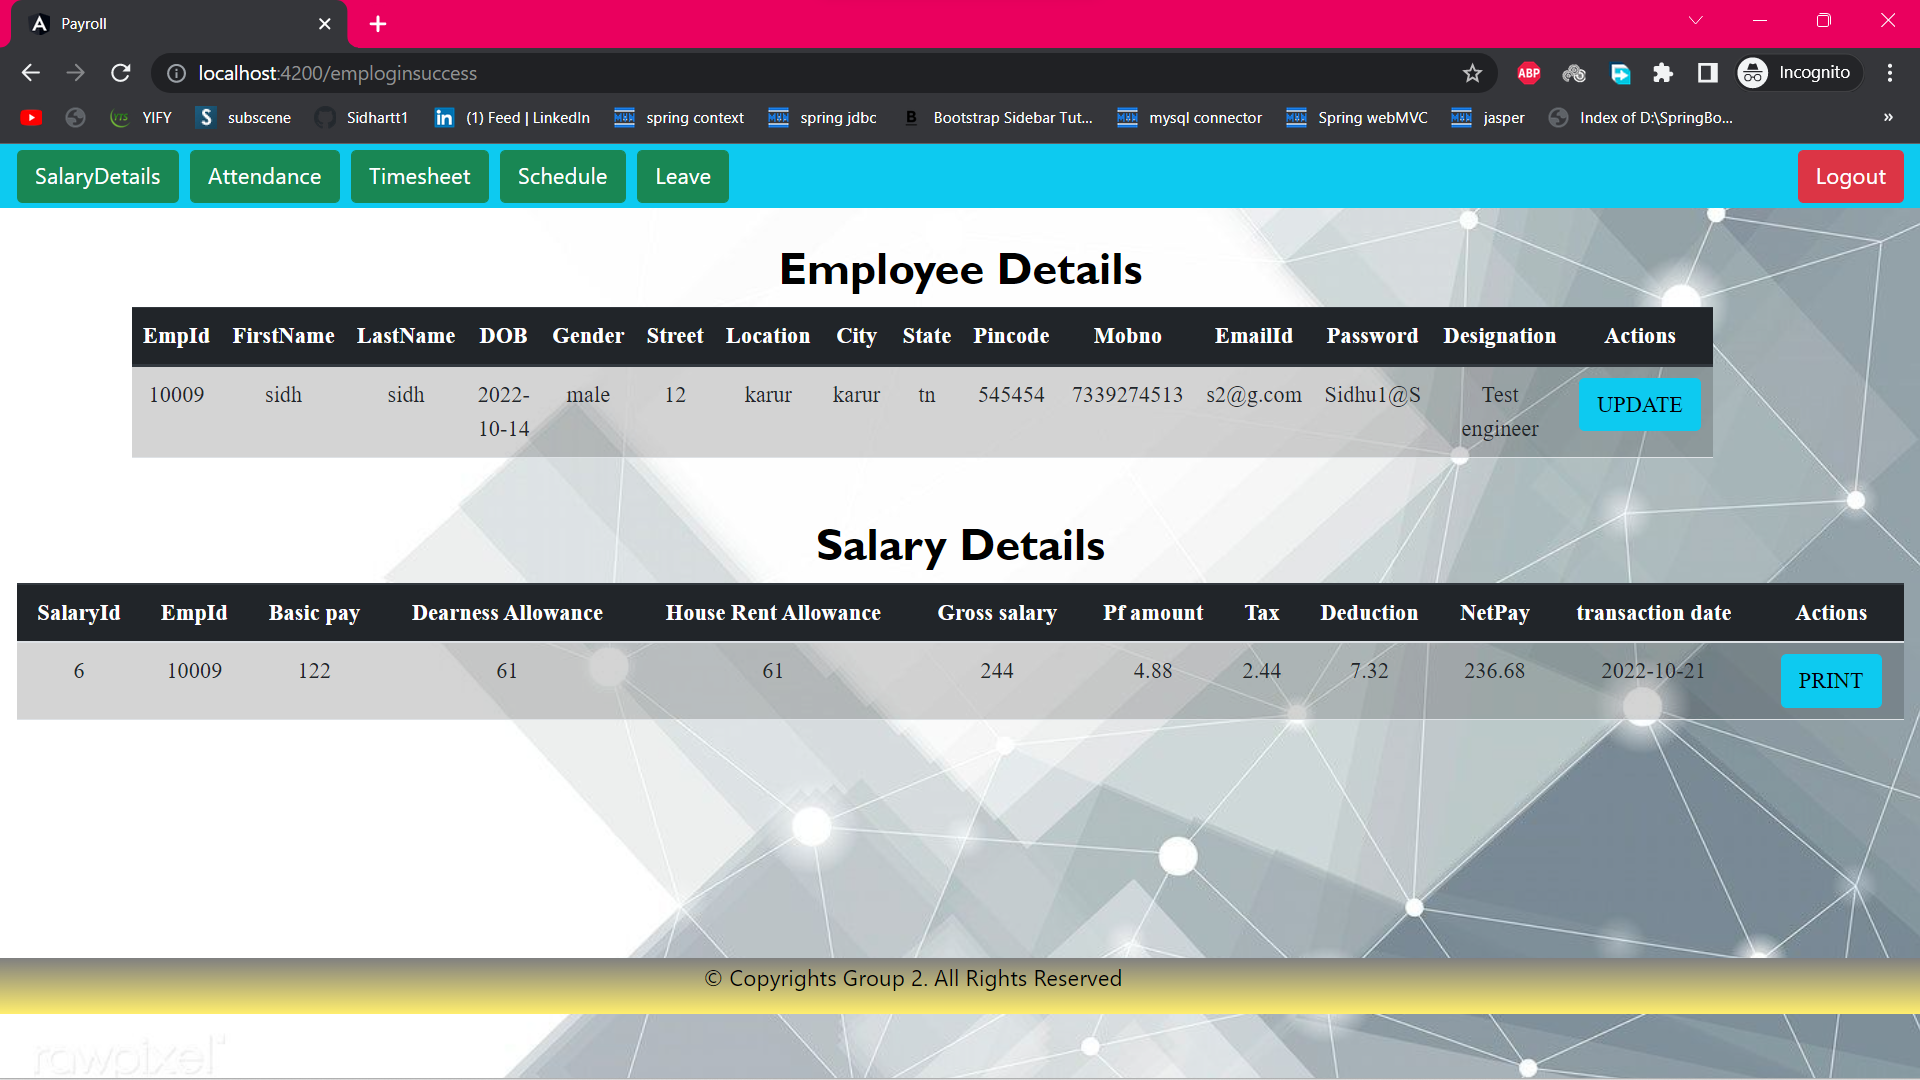 Payroll
localhost:4200/emploginsuccess
ABP
Incognito
YTS YIFY
S subscene
Sidhartt1
in (1) Feed | LinkedIn
spring context
spring jdbc
B Bootstrap Sidebar Tut...
mysql connector
Spring webMVC
jasper
Index of D:\SpringBo...
»
SalaryDetails Attendance Timesheet Schedule Leave Logout
Employee Details
EmpId FirstName LastName DOB Gender Street Location City State Pincode Mobno EmailId Password Designation Actions
10009 sidh sidh 2022- male 12 karur karur tn 545454 7339274513 s2@g.com Sidhu1@S Test UPDATE
10-14 engineer
Salary Details
SalaryId EmpId Basic pay Dearness Allowance House Rent Allowance Gross salary Pf amount Tax Deduction NetPay transaction date Actions
6 10009 122 61 61 244 4.88 2.44 7.32 236.68 2022-10-21 PRINT
© Copyrights Group 2. All Rights Reserved
rawpixel